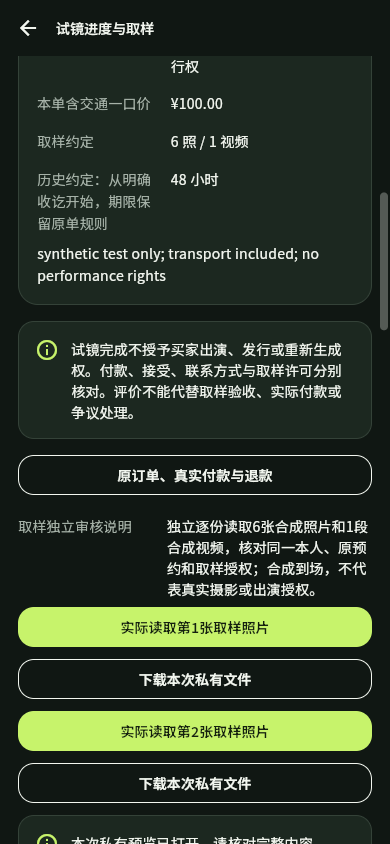 试镜进度与取样
行权
本单含交通一口价 ¥100.00
取样约定 6 照 / 1 视频
历史约定：从明确 48 小时
收讫开始，期限保
留原单规则
synthetic test only; transport included; no
performance rights
试镜完成不授予买家出演、发行或重新生成
权。付款、接受、联系方式与取样许可分别
核对。评价不能代替取样验收、实际付款或
争议处理。
原订单、真实付款与退款
取样独立审核说明 独立逐份读取6张合成照片和1段
合成视频，核对同一本人、原预
约和取样授权；合成到场，不代
表真实摄影或出演授权。
实际读取第1张取样照片
下载本次私有文件
实际读取第2张取样照片
下载本次私有文件
本次私有预览已打开，请核对完整内容